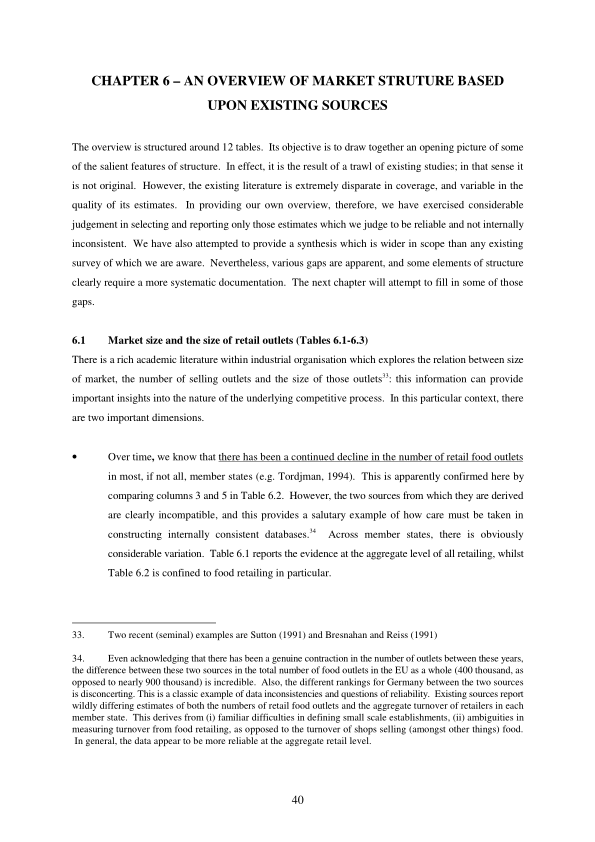 CHAPTER 6 – AN OVERVIEW OF MARKET STRUTURE BASED
UPON EXISTING SOURCES
The overview is structured around 12 tables. Its objective is to draw together an opening picture of some
of the salient features of structure. In effect, it is the result of a trawl of existing studies; in that sense it
is not original. However, the existing literature is extremely disparate in coverage, and variable in the
quality of its estimates. In providing our own overview, therefore, we have exercised considerable
judgement in selecting and reporting only those estimates which we judge to be reliable and not internally
inconsistent. We have also attempted to provide a synthesis which is wider in scope than any existing
survey of which we are aware. Nevertheless, various gaps are apparent, and some elements of structure
clearly require a more systematic documentation. The next chapter will attempt to fill in some of those
gaps.
6.1 Market size and the size of retail outlets (Tables 6.1-6.3)
There is a rich academic literature within industrial organisation which explores the relation between size
of market, the number of selling outlets and the size of those outlets33: this information can provide
important insights into the nature of the underlying competitive process. In this particular context, there
are two important dimensions.
• Over time, we know that there has been a continued decline in the number of retail food outlets
in most, if not all, member states (e.g. Tordjman, 1994). This is apparently confirmed here by
comparing columns 3 and 5 in Table 6.2. However, the two sources from which they are derived
are clearly incompatible, and this provides a salutary example of how care must be taken in
constructing internally consistent databases.34 Across member states, there is obviously
considerable variation. Table 6.1 reports the evidence at the aggregate level of all retailing, whilst
Table 6.2 is confined to food retailing in particular.
33. Two recent (seminal) examples are Sutton (1991) and Bresnahan and Reiss (1991)
34. Even acknowledging that there has been a genuine contraction in the number of outlets between these years,
the difference between these two sources in the total number of food outlets in the EU as a whole (400 thousand, as
opposed to nearly 900 thousand) is incredible. Also, the different rankings for Germany between the two sources
is disconcerting. This is a classic example of data inconsistencies and questions of reliability. Existing sources report
wildly differing estimates of both the numbers of retail food outlets and the aggregate turnover of retailers in each
member state. This derives from (i) familiar difficulties in defining small scale establishments, (ii) ambiguities in
measuring turnover from food retailing, as opposed to the turnover of shops selling (amongst other things) food.
In general, the data appear to be more reliable at the aggregate retail level.
40